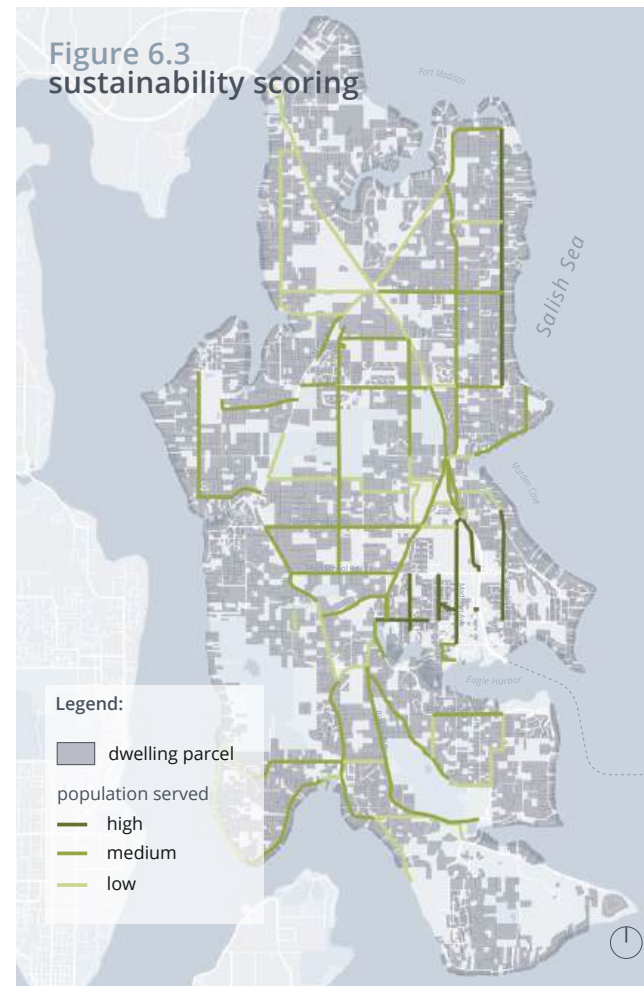 Figure 6.3
sustainability scoring
Port Madison
Salish Sea
Murden Cove
Eagle Harbor
Legend:
dwelling parcel
population served
high
medium
low